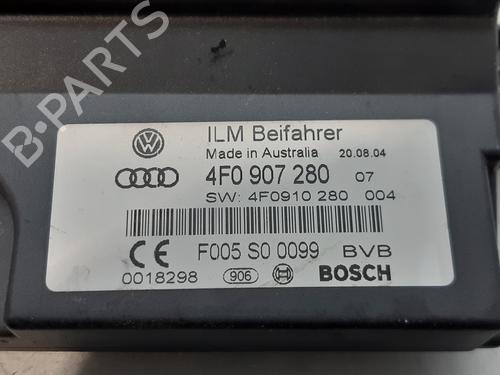 ILM Beifahrer
Made in Australia 20.08.04
4F0 907 280 07
SW: 4F0910 280 004
F005 S0 0099 BVB
0018298 906 BOSCH
B-PARTS